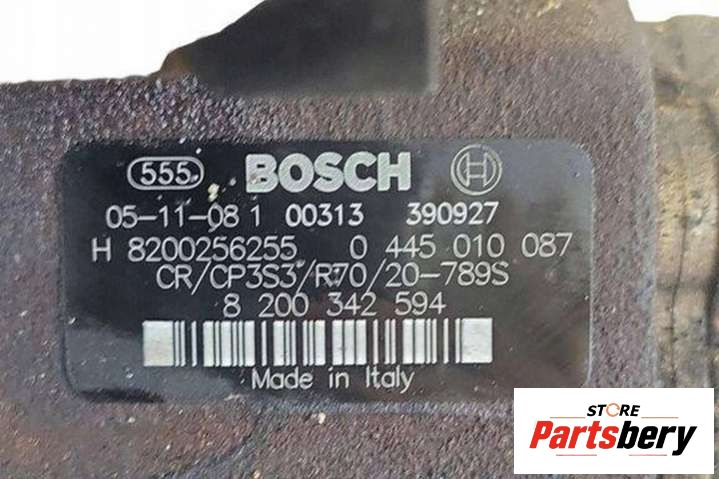 555 BOSCH H
05-11-08 1 00313 390927
H 8200256255 0 445 010 087
CR/CP3S3/R70/20-789S
8 200 342 594
Made in Italy
STORE
Partsbery